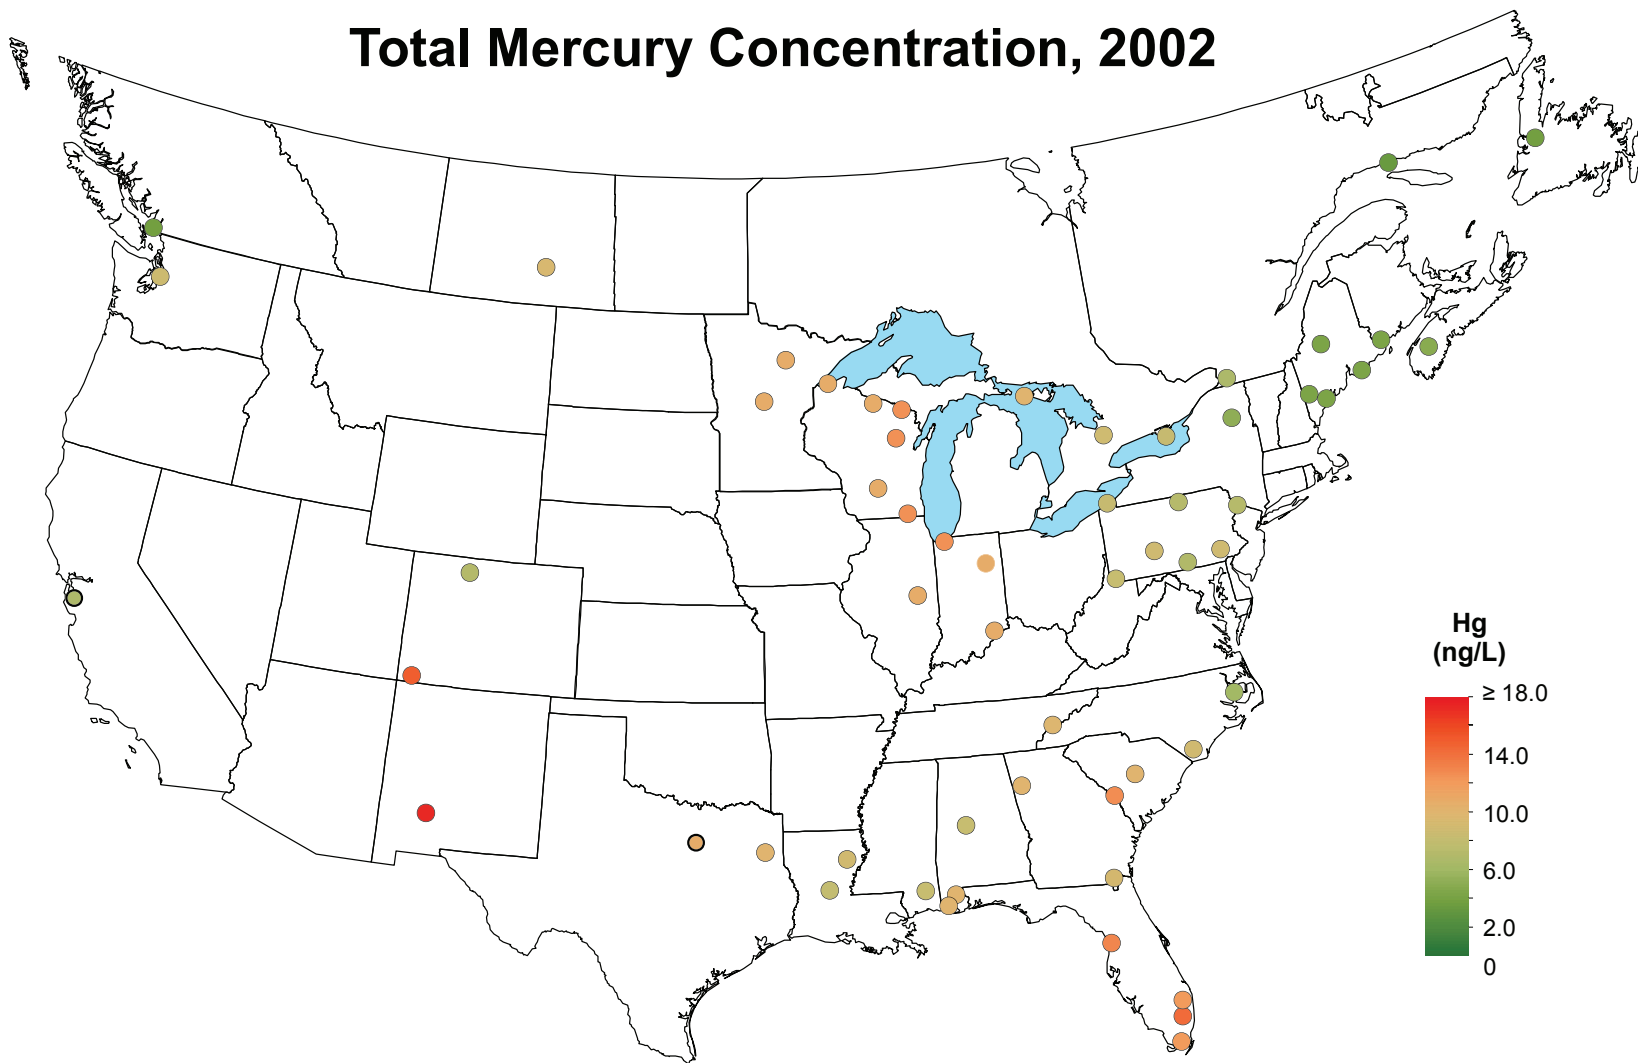 Total Mercury Concentration, 2002
Hg
(ng/L)
≥ 18.0
14.0
10.0
6.0
2.0
0